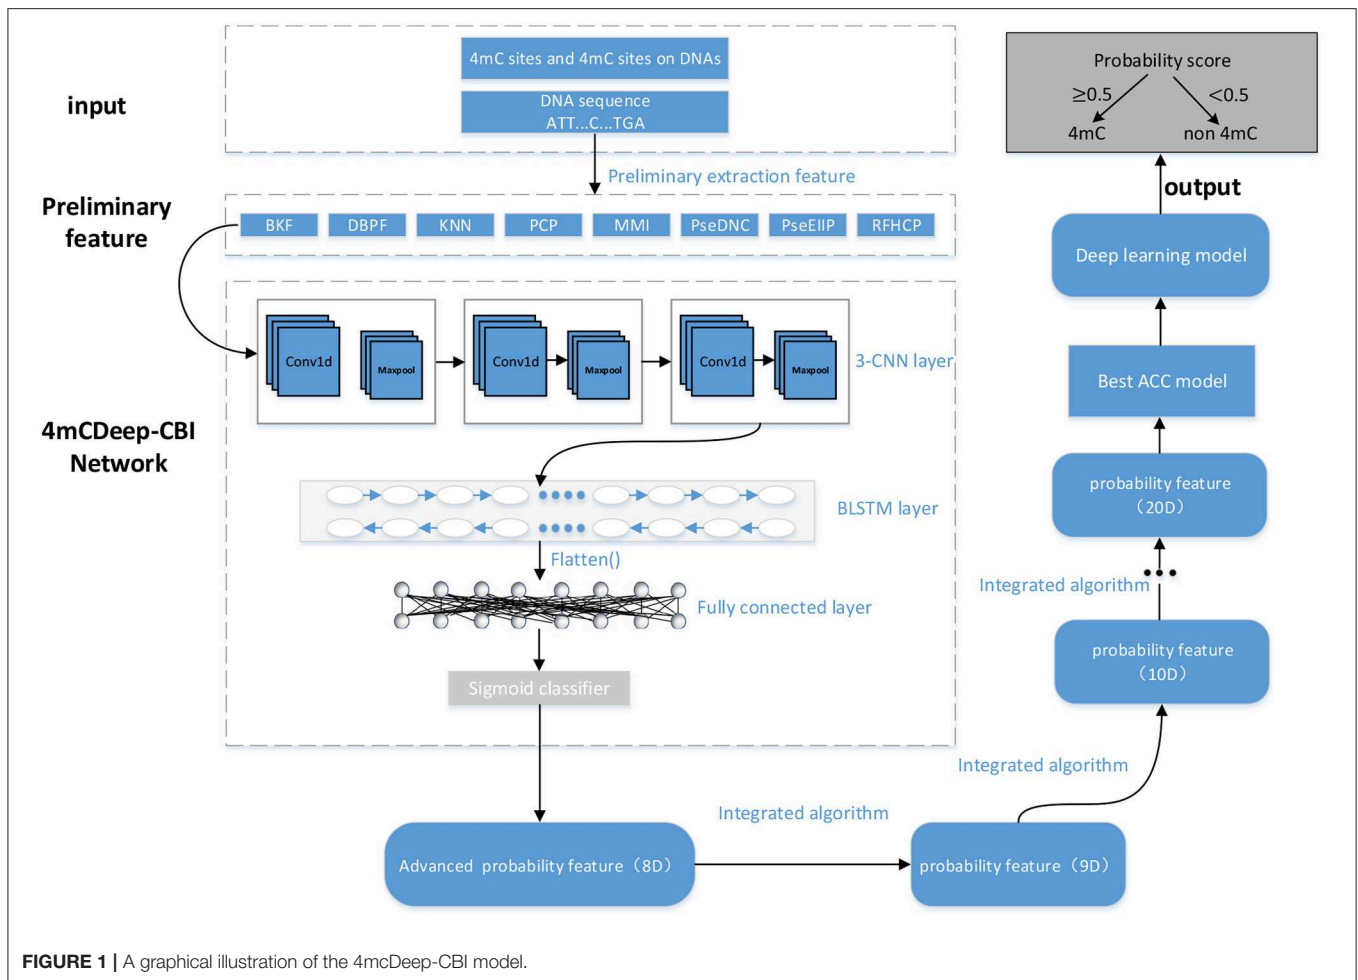 input
4mC sites and 4mC sites on DNAs
DNA sequence
ATT...C...TGA
Preliminary extraction feature
Preliminary
feature
BKF
DBPF
KNN
PCP
MMI
PseDNC
PseEIIP
RFHCP
4mCDeep-CBI
Network
Conv1d
Maxpool
Conv1d
Maxpool
Conv1d
Maxpool
3-CNN layer
BLSTM layer
Flatten()
Fully connected layer
Sigmoid classifier
Advanced probability feature（8D）
Integrated algorithm
probability feature（9D）
Integrated algorithm
probability feature
（10D）
Integrated algorithm
probability feature
（20D）
Best ACC model
Deep learning model
output
Probability score
≥0.5
<0.5
4mC
non 4mC
FIGURE 1 | A graphical illustration of the 4mcDeep-CBI model.